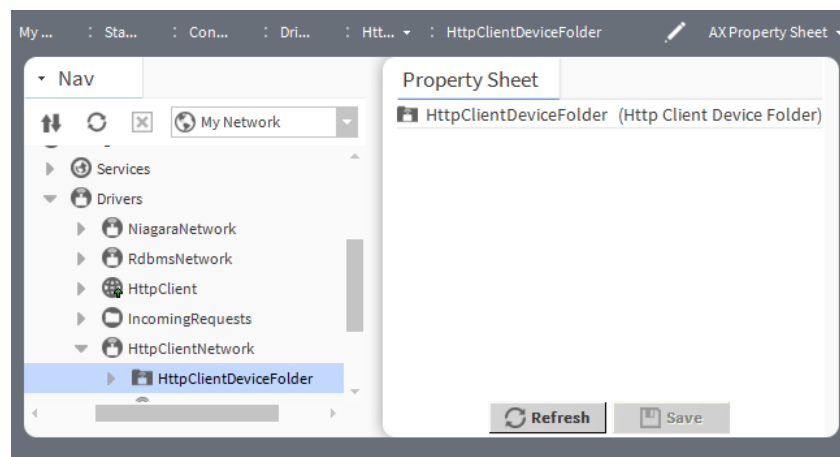 My ... : Sta... : Con... : Dri... : Htt... : HttpClientDeviceFolder AX Property Sheet
Nav
My Network
Services
Drivers
NiagaraNetwork
RdbmsNetwork
HttpClient
IncomingRequests
HttpClientNetwork
HttpClientDeviceFolder
Property Sheet
HttpClientDeviceFolder (Http Client Device Folder)
Refresh Save